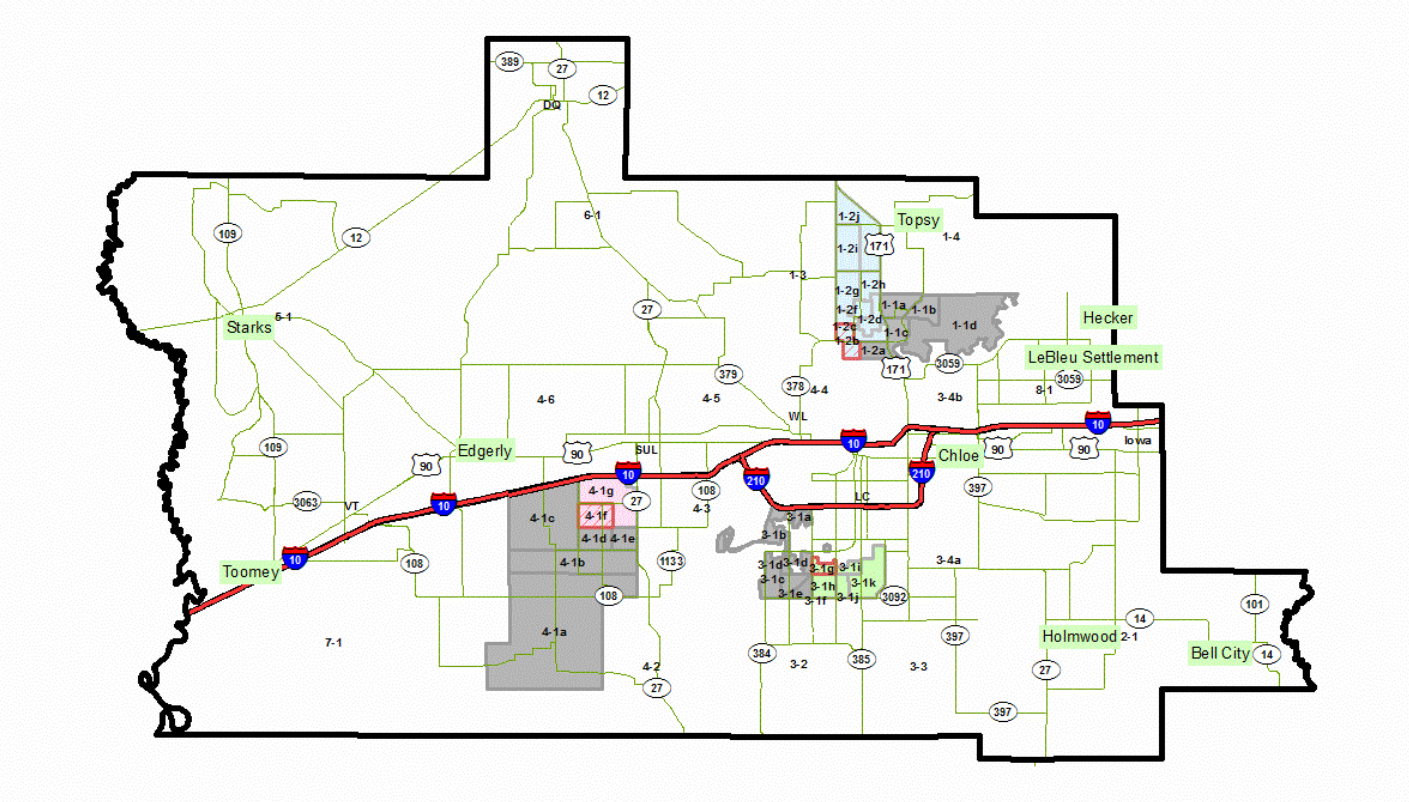 389
27
12
DQ
6-1
109
12
1-2j
Topsy
171
1-4
1-2i
1-3
1-2h
1-2g
1-2f
1-1a
1-1b
27
Starks
5-1
1-2c
1-2d
1-1c
1-1d
Hecker
1-2b
1-2a
171
3059
LeBleu Settlement
3059
379
378
4-4
8-1
4-6
4-5
3-4b
WL
10
10
Iowa
109
Edgerly
90
90
SUL
10
Chloe
90
90
210
210
397
4-1g
27
108
3063
VT
10
LC
4-3
4-1c
4-1f
3-1a
4-1d
4-1e
3-1b
10
Toomey
108
4-1b
1133
3-1d
3-1d
3-1g
3-1i
3-4a
3-1c
3-1h
3-1k
3-1e
3-1f
3-1j
3092
108
101
14
7-1
4-1a
397
Holmwood
2-1
Bell City
14
384
385
4-2
3-2
3-3
27
27
397